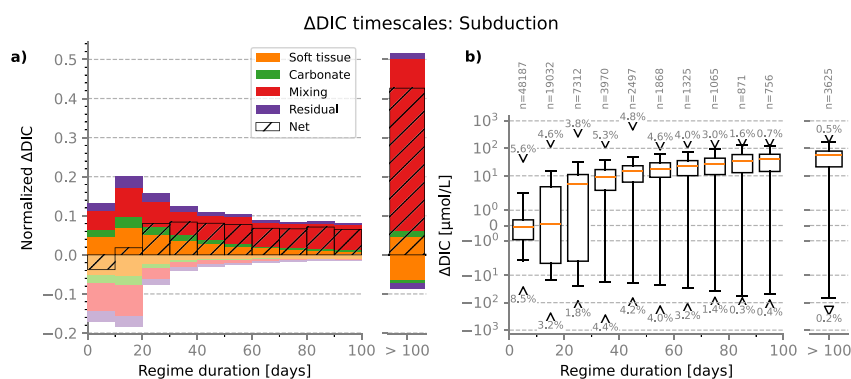 ΔDIC timescales: Subduction
a)
Normalized ΔDIC
0.5
0.4
0.3
0.2
0.1
0.0
−0.1
−0.2
Soft tissue
Carbonate
Mixing
Residual
Net
0 20 40 60 80 100
> 100
Regime duration [days]
b)
n=48187
n=19032
n=7312
n=3970
n=2497
n=1868
n=1325
n=1065
n=871
n=756
n=3625
ΔDIC [μmol/L]
10³
10²
10¹
10⁰
0
−10⁰
−10¹
−10²
−10³
5.6% 4.6% 3.8% 5.3% 4.8% 4.6% 4.0% 3.0% 1.6% 0.7% 0.5%
8.5% 3.2% 1.8% 4.4% 4.2% 4.0% 3.2% 1.4% 0.3% 0.4% 0.2%
0 20 40 60 80 100
> 100
Regime duration [days]